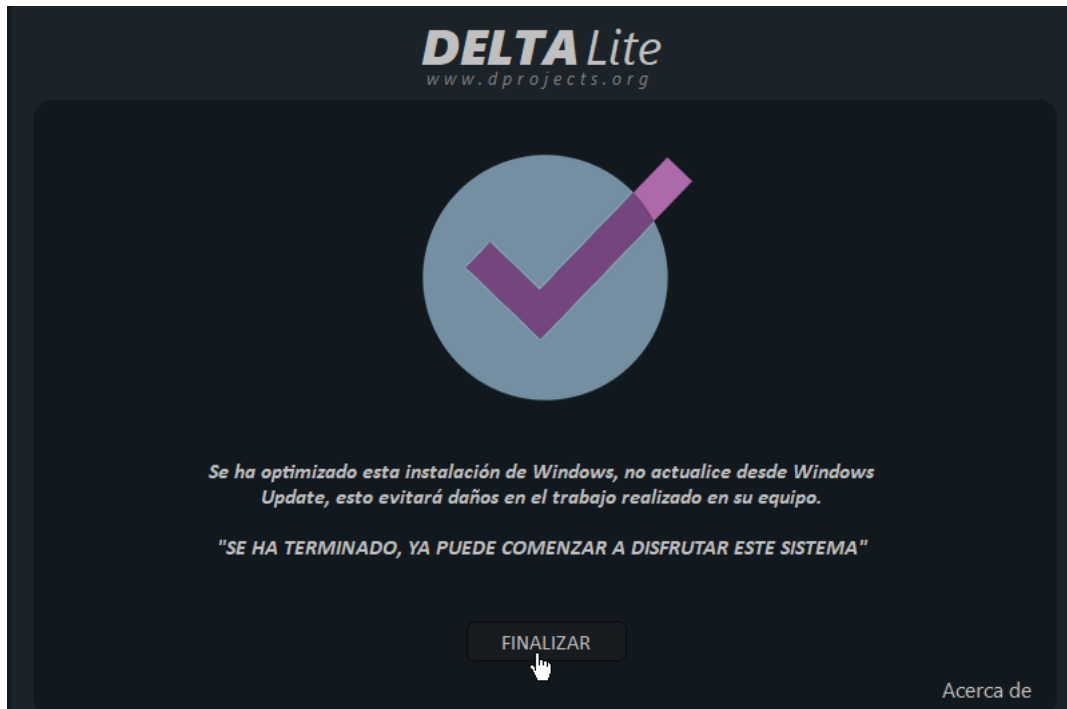 DELTA Lite
www.dprojects.org
Se ha optimizado esta instalación de Windows, no actualice desde Windows
Update, esto evitará daños en el trabajo realizado en su equipo.
"SE HA TERMINADO, YA PUEDE COMENZAR A DISFRUTAR ESTE SISTEMA"
FINALIZAR
Acerca de